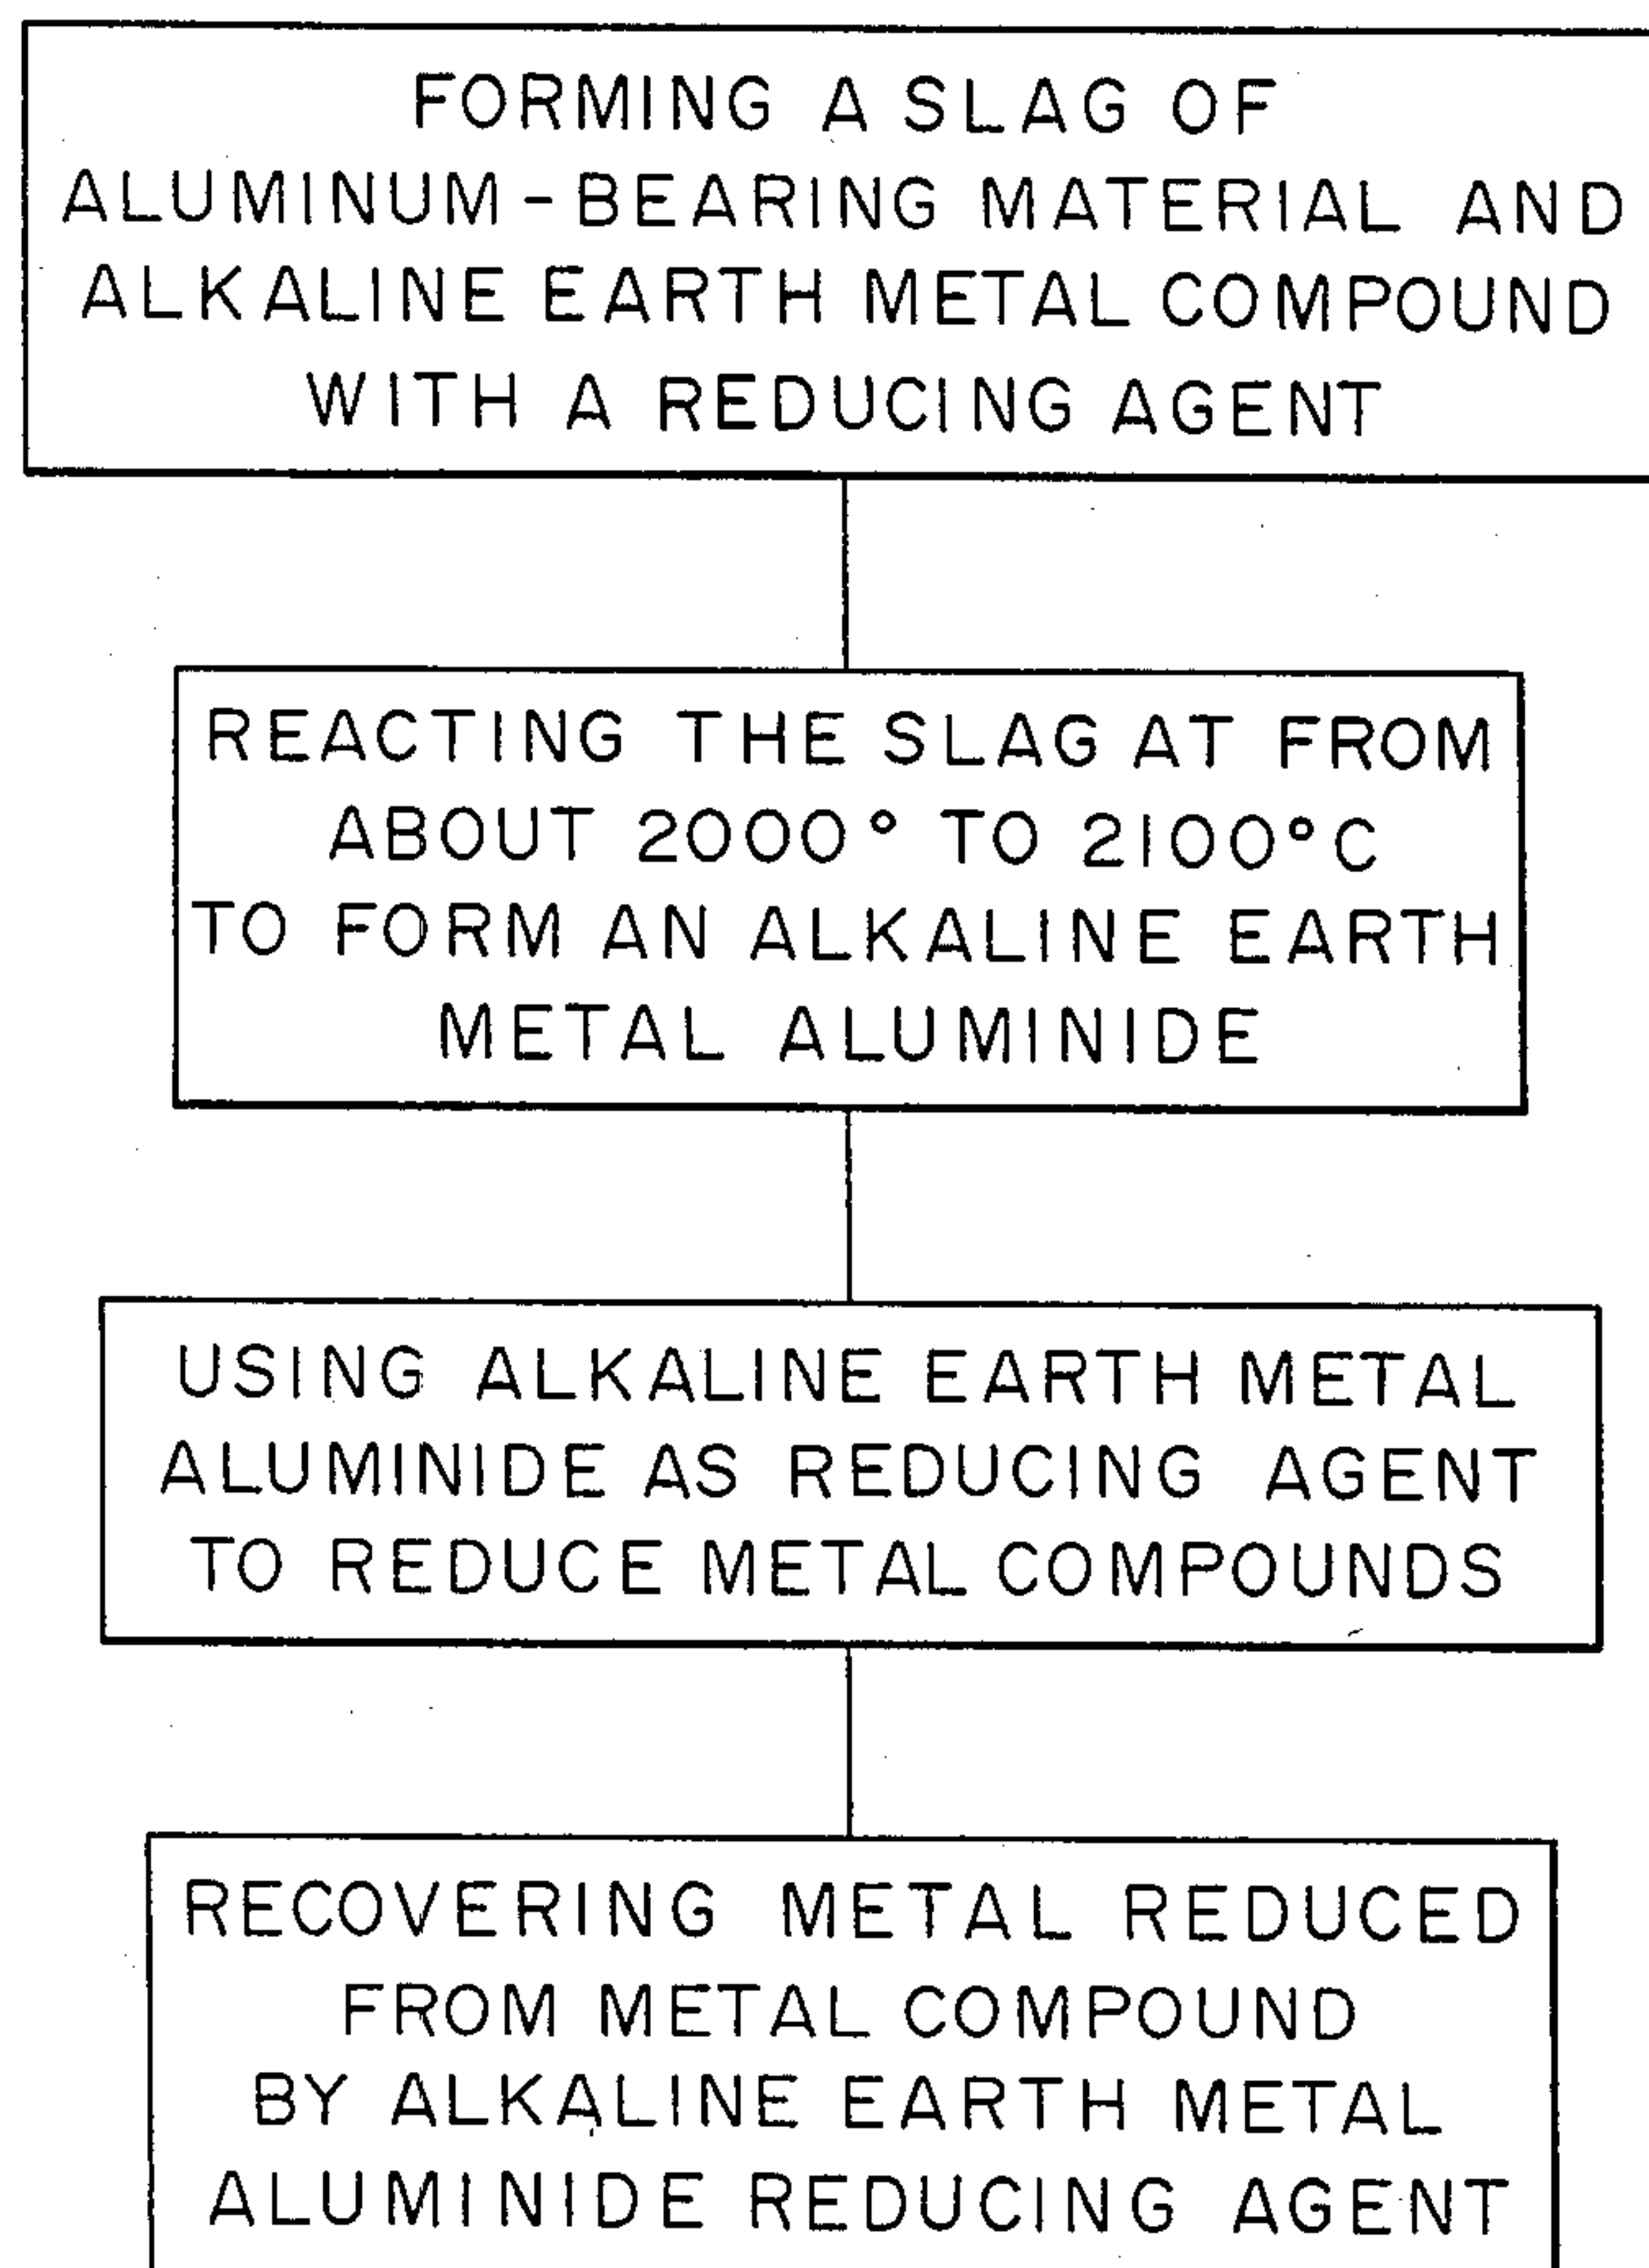 FORMING A SLAG OF
ALUMINUM-BEARING MATERIAL AND
ALKALINE EARTH METAL COMPOUND
WITH A REDUCING AGENT
REACTING THE SLAG AT FROM
ABOUT 2000° TO 2100°C
TO FORM AN ALKALINE EARTH
METAL ALUMINIDE
USING ALKALINE EARTH METAL
ALUMINIDE AS REDUCING AGENT
TO REDUCE METAL COMPOUNDS
RECOVERING METAL REDUCED
FROM METAL COMPOUND
BY ALKALINE EARTH METAL
ALUMINIDE REDUCING AGENT